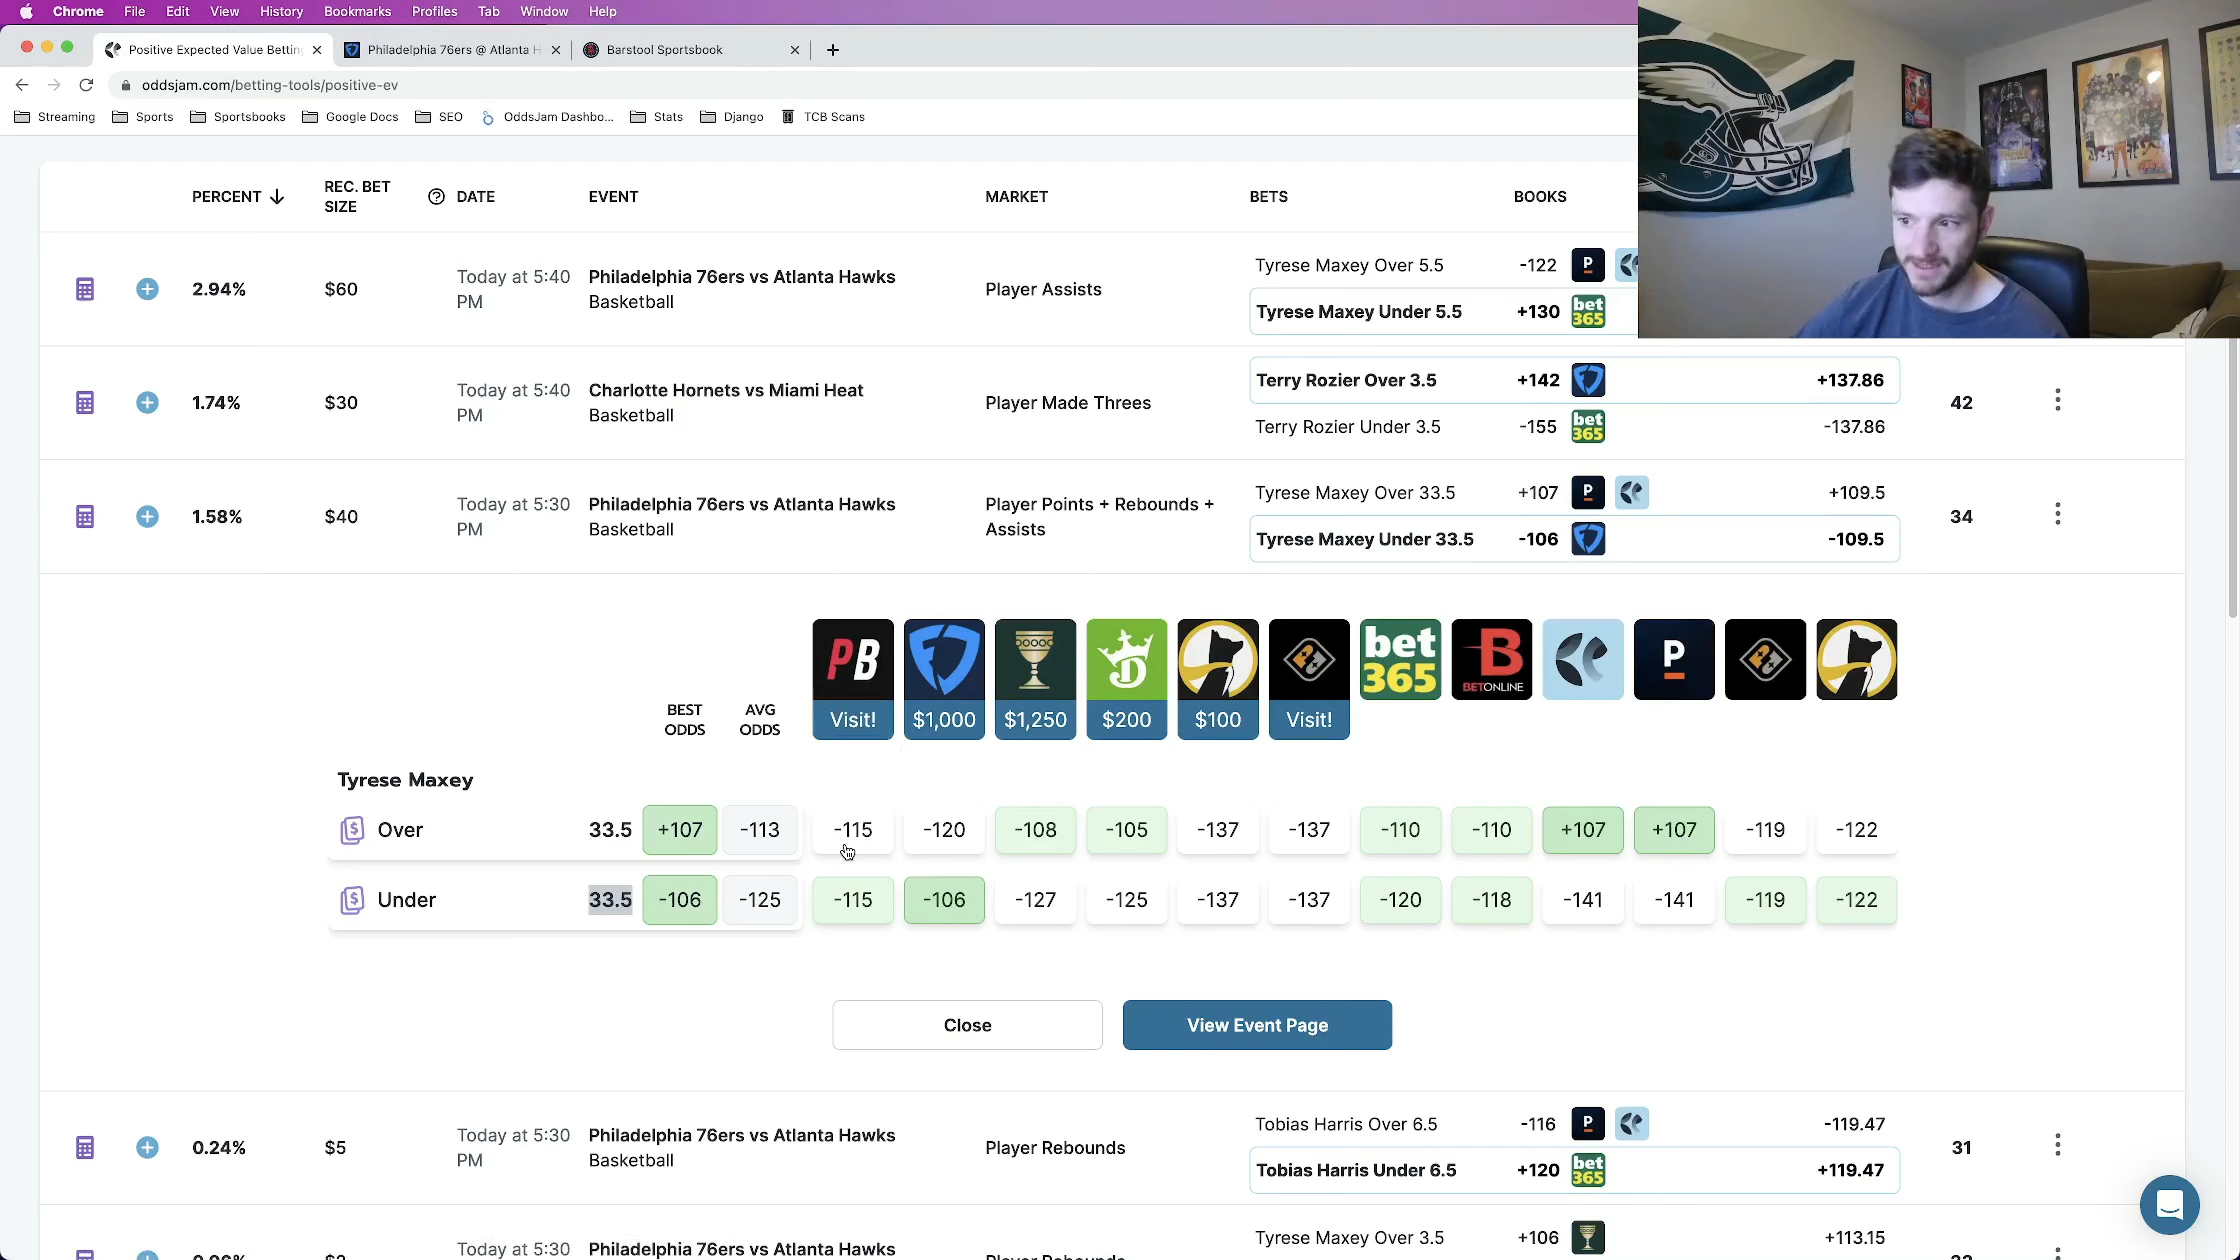 Chrome File Edit View History Bookmarks Profiles Tab Window Help
Positive Expected Value Bettin
Philadelphia 76ers @ Atlanta H
Barstool Sportsbook
oddsjam.com/betting-tools/positive-ev
Streaming Sports Sportsbooks Google Docs SEO OddsJam Dashbo... Stats Django TCB Scans
PERCENT REC. BET SIZE DATE EVENT MARKET BETS BOOKS
2.94% $60 Today at 5:40 PM Philadelphia 76ers vs Atlanta Hawks Basketball Player Assists
Tyrese Maxey Over 5.5 -122 P
Tyrese Maxey Under 5.5 +130 bet 365
1.74% $30 Today at 5:40 PM Charlotte Hornets vs Miami Heat Basketball Player Made Threes
Terry Rozier Over 3.5 +142 +137.86
Terry Rozier Under 3.5 -155 bet 365 -137.86
42
1.58% $40 Today at 5:30 PM Philadelphia 76ers vs Atlanta Hawks Basketball Player Points + Rebounds + Assists
Tyrese Maxey Over 33.5 +107 P +109.5
Tyrese Maxey Under 33.5 -106 -109.5
34
BEST ODDS AVG ODDS
PB bet 365 B BETONLINE P
Visit! $1,000 $1,250 $200 $100 Visit!
Tyrese Maxey
Over 33.5 +107 -113 -115 -120 -108 -105 -137 -137 -110 -110 +107 +107 -119 -122
Under 33.5 -106 -125 -115 -106 -127 -125 -137 -137 -120 -118 -141 -141 -119 -122
Close View Event Page
0.24% $5 Today at 5:30 PM Philadelphia 76ers vs Atlanta Hawks Basketball Player Rebounds
Tobias Harris Over 6.5 -116 P -119.47
Tobias Harris Under 6.5 +120 bet 365 +119.47
31
Today at 5:30 Philadelphia 76ers vs Atlanta Hawks
Tyrese Maxey Over 3.5 +106 +113.15